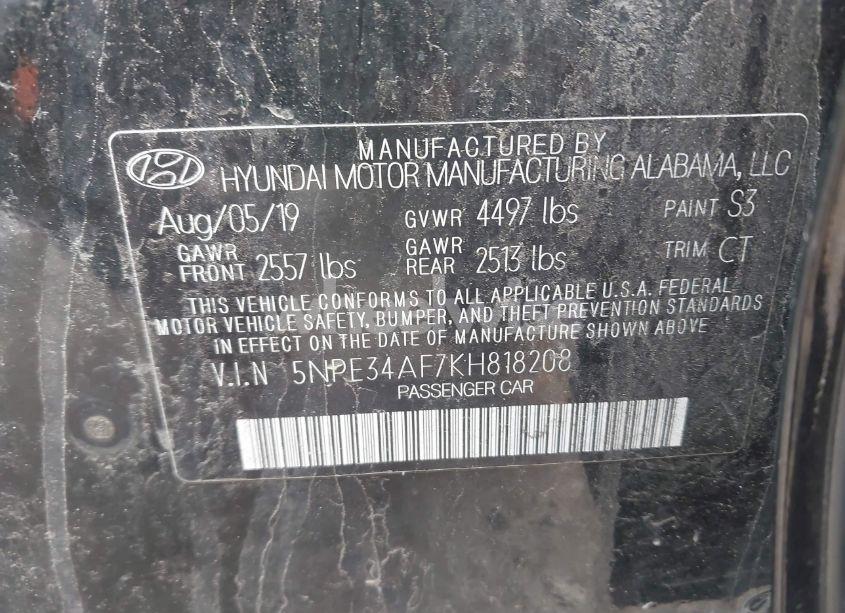 MANUFACTURED BY
HYUNDAI MOTOR MANUFACTURING ALABAMA, LLC
Aug/05/19 GVWR 4497 lbs PAINT S3
GAWR FRONT 2557 lbs GAWR REAR 2513 lbs TRIM CT
THIS VEHICLE CONFORMS TO ALL APPLICABLE U.S.A. FEDERAL
MOTOR VEHICLE SAFETY, BUMPER, AND THEFT PREVENTION STANDARDS
IN EFFECT ON THE DATE OF MANUFACTURE SHOWN ABOVE
V.I.N 5NPE34AF7KH818208
PASSENGER CAR